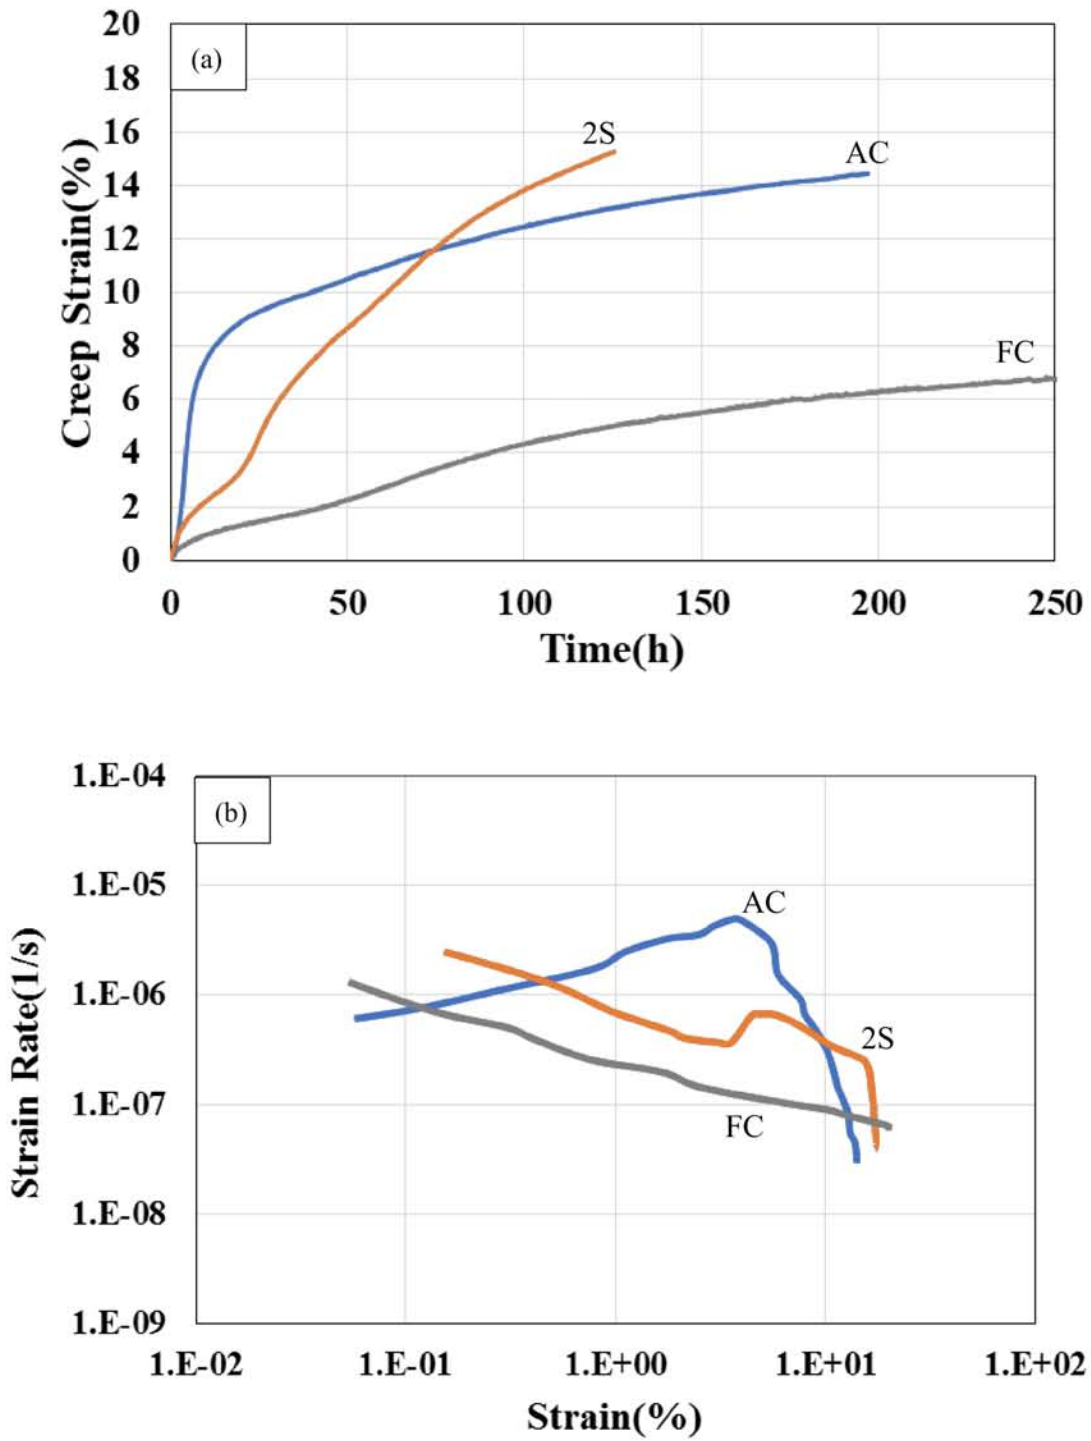 20
(a)
18
16
2S
AC
14
12
10
8
FC
6
4
2
0
0 50 100 150 200 250
Creep Strain(%)
Time(h)
1.E-04
(b)
1.E-05
AC
1.E-06
2S
1.E-07
FC
1.E-08
1.E-09
1.E-02 1.E-01 1.E+00 1.E+01 1.E+02
Strain Rate(1/s)
Strain(%)